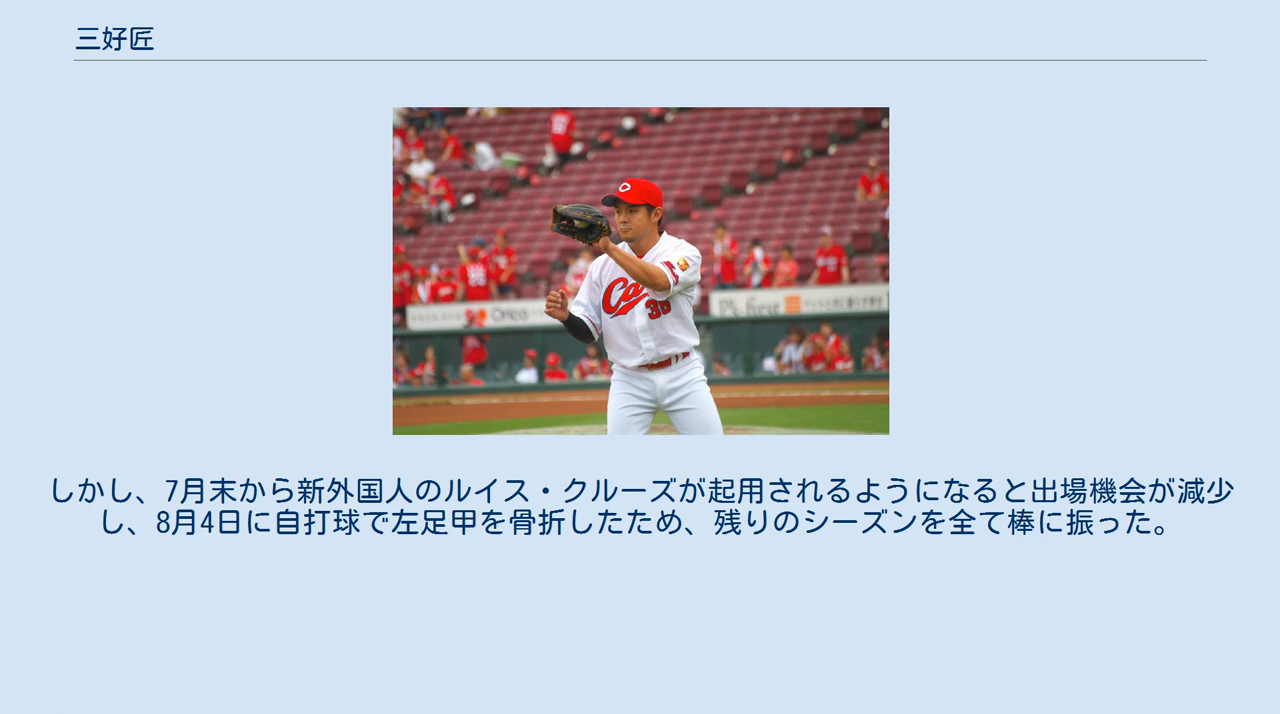 三好匠
C
Ca
36
P's first
しかし、7月末から新外国人のルイス・クルーズが起用されるようになると出場機会が減少
し、8月4日に自打球で左足甲を骨折したため、残りのシーズンを全て棒に振った。